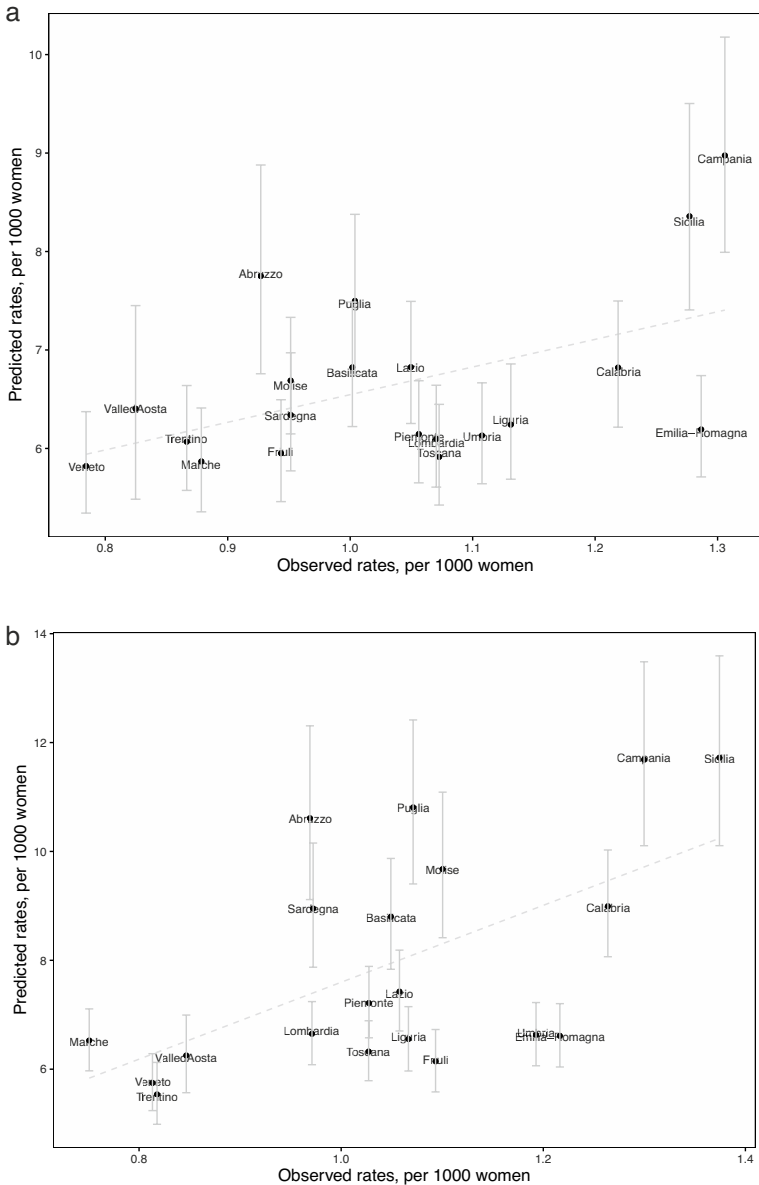 a
10
9
8
7
6
Predicted rates, per 1000 women
Campania
Sicilia
Abruzzo
Puglia
Lazio
Basilicata
Calabria
Molise
ValledAosta
Sardegna
Liguria
Emilia−Romagna
Trentino
Piemonte
Umbria
Lombardia
Friuli
Toscana
Veneto
Marche
0.8
0.9
1.0
1.1
1.2
1.3
Observed rates, per 1000 women
b
14
12
10
8
6
Predicted rates, per 1000 women
Campania
Sicilia
Puglia
Abruzzo
Molise
Sardegna
Calabria
Basilicata
Lazio
Piemonte
Lombardia
Umbria
Emilia−Romagna
Liguria
Marche
Toscana
ValledAosta
Friuli
Veneto
Trentino
0.8
1.0
1.2
1.4
Observed rates, per 1000 women